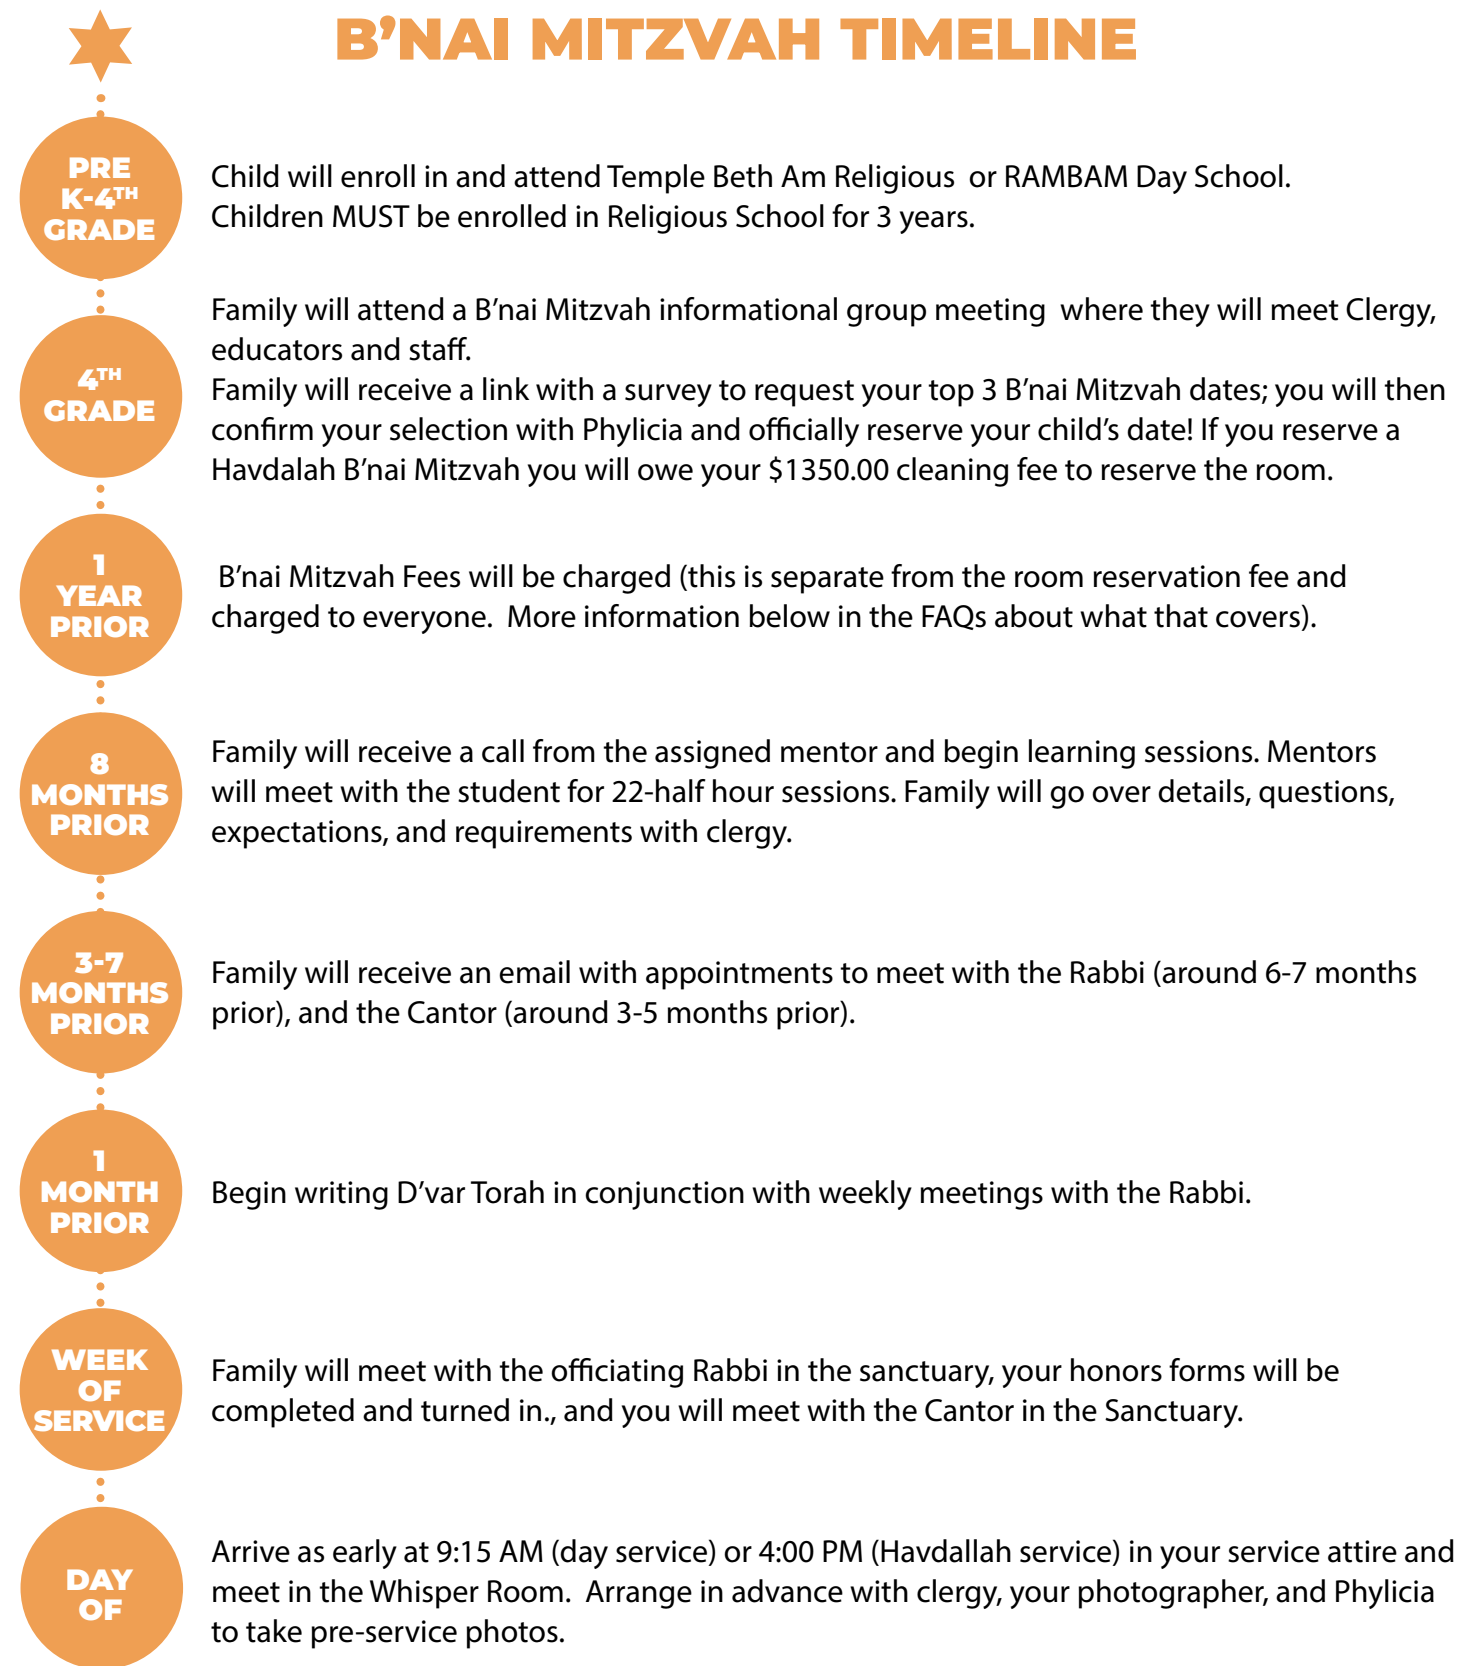 B’NAI MITZVAH TIMELINE
PRE
K-4TH
GRADE
Child will enroll in and attend Temple Beth Am Religious  or RAMBAM Day School.
Children MUST be enrolled in Religious School for 3 years.
4TH
GRADE
Family will attend a B’nai Mitzvah informational group meeting  where they will meet Clergy,
educators and staff.
Family will receive a link with a survey to request your top 3 B’nai Mitzvah dates; you will then
confirm your selection with Phylicia and officially reserve your child’s date! If you reserve a
Havdalah B’nai Mitzvah you will owe your $1350.00 cleaning fee to reserve the room.
1
YEAR
PRIOR
B’nai Mitzvah Fees will be charged (this is separate from the room reservation fee and
charged to everyone.  More information below in the FAQs about what that covers).
8
MONTHS
PRIOR
Family will receive a call from the assigned mentor and begin learning sessions. Mentors
will meet with the student for 22-half hour sessions. Family will go over details, questions,
expectations, and requirements with clergy.
3-7
MONTHS
PRIOR
Family will receive an email with appointments to meet with the Rabbi (around 6-7 months
prior), and the Cantor (around 3-5 months prior).
1
MONTH
PRIOR
Begin writing D’var Torah in conjunction with weekly meetings with the Rabbi.
WEEK
OF
SERVICE
Family will meet with the officiating Rabbi in the sanctuary, your honors forms will be
completed and turned in., and you will meet with the Cantor in the Sanctuary.
DAY
OF
Arrive as early at 9:15 AM (day service) or 4:00 PM (Havdallah service) in your service attire and
meet in the Whisper Room.  Arrange in advance with clergy, your photographer, and Phylicia
to take pre-service photos.